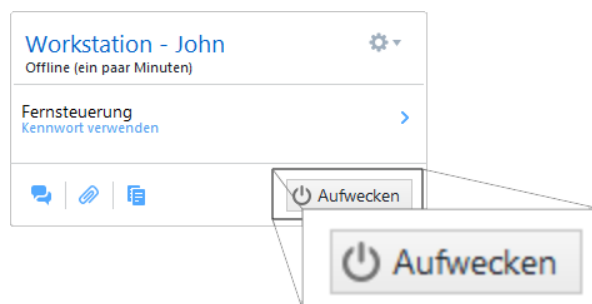 Workstation - John
Offline (ein paar Minuten)
Fernsteuerung
Kennwort verwenden
Aufwecken
Aufwecken